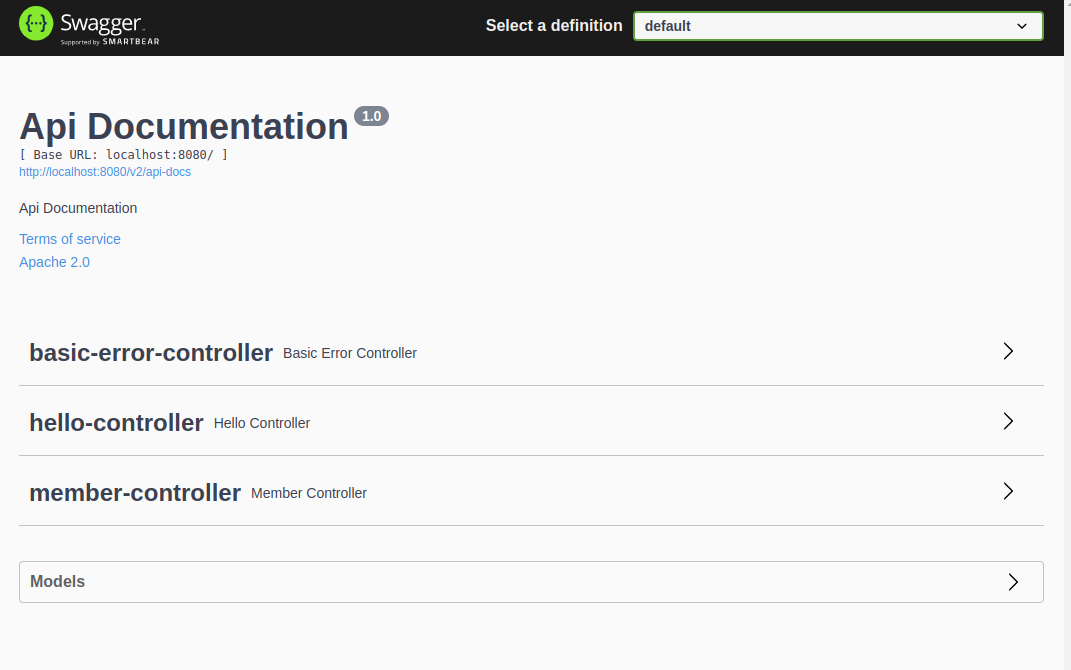 Swagger
Supported by SMARTBEAR
Select a definition
default
Api Documentation 1.0
[ Base URL: localhost:8080/ ]
http://localhost:8080/v2/api-docs
Api Documentation
Terms of service
Apache 2.0
basic-error-controller Basic Error Controller
hello-controller Hello Controller
member-controller Member Controller
Models